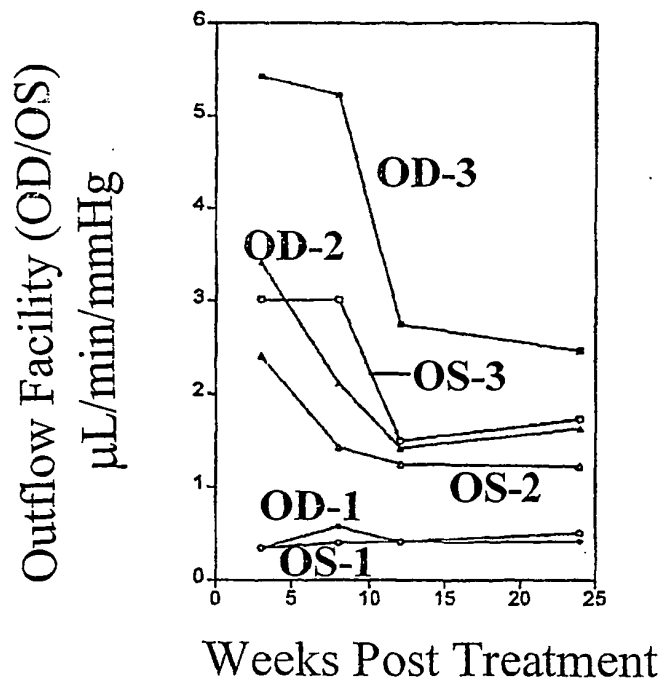 Outflow Facility (OD/OS)
μL/min/mmHg
6
5
4
3
2
1
0
OD-3
OD-2
OS-3
OS-2
OD-1
OS-1
0 5 10 15 20 25
Weeks Post Treatment